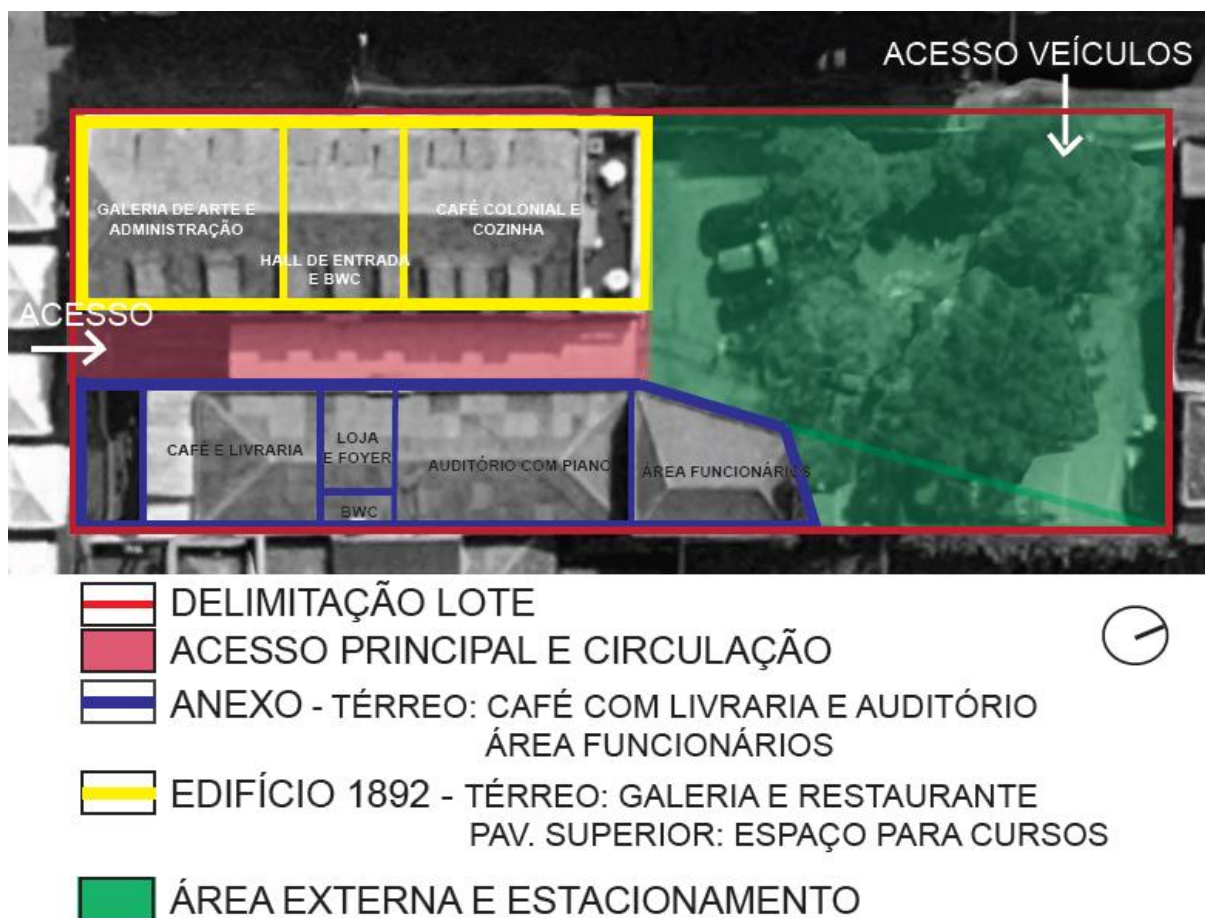 ACESSO VEÍCULOS
GALERIA DE ARTE E
ADMINISTRAÇÃO
HALL DE ENTRADA
E BWC
CAFÉ COLONIAL E
COZINHA
ACESSO
CAFÉ E LIVRARIA
LOJA
E FOYER
BWC
AUDITÓRIO COM PIANO
ÁREA FUNCIONÁRIOS
DELIMITAÇÃO LOTE
ACESSO PRINCIPAL E CIRCULAÇÃO
ANEXO - TÉRREO: CAFÉ COM LIVRARIA E AUDITÓRIO
ÁREA FUNCIONÁRIOS
EDIFÍCIO 1892 - TÉRREO: GALERIA E RESTAURANTE
PAV. SUPERIOR: ESPAÇO PARA CURSOS
ÁREA EXTERNA E ESTACIONAMENTO